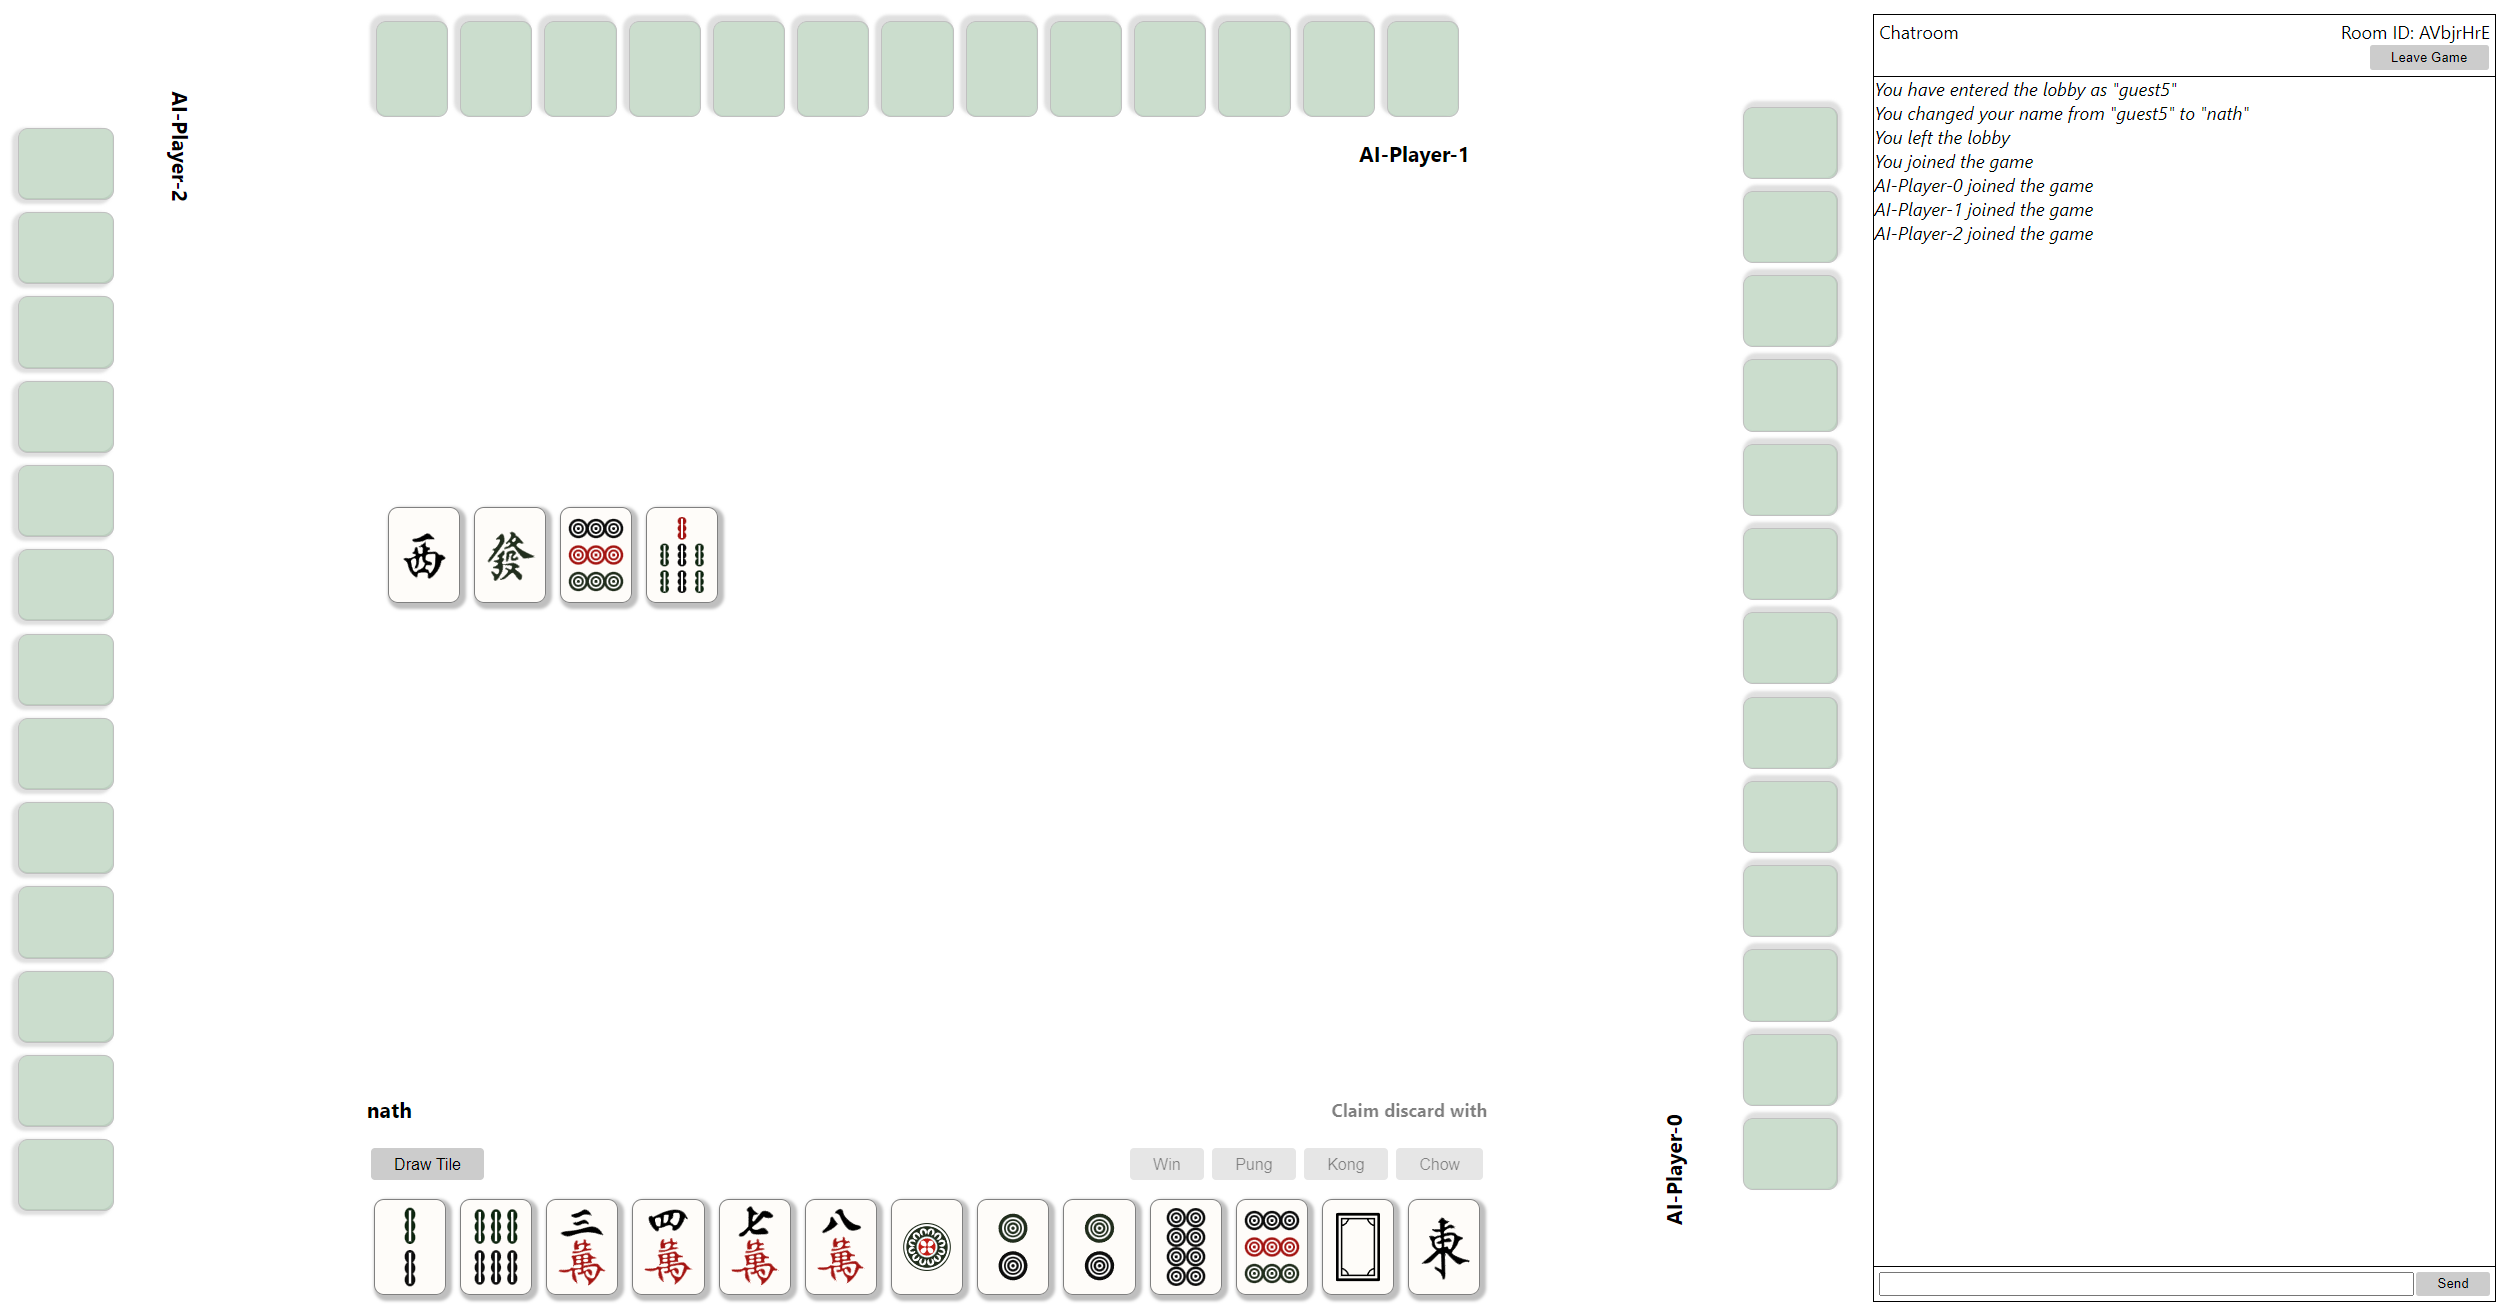 Chatroom
Room ID: AVbjrHrE
Leave Game
You have entered the lobby as "guest5"
You changed your name from "guest5" to "nath"
You left the lobby
You joined the game
AI-Player-0 joined the game
AI-Player-1 joined the game
AI-Player-2 joined the game
AI-Player-2
AI-Player-1
西
發
nath
Claim discard with
AI-Player-0
Draw Tile
Win
Pung
Kong
Chow
三萬
四萬
七萬
八萬
東
Send